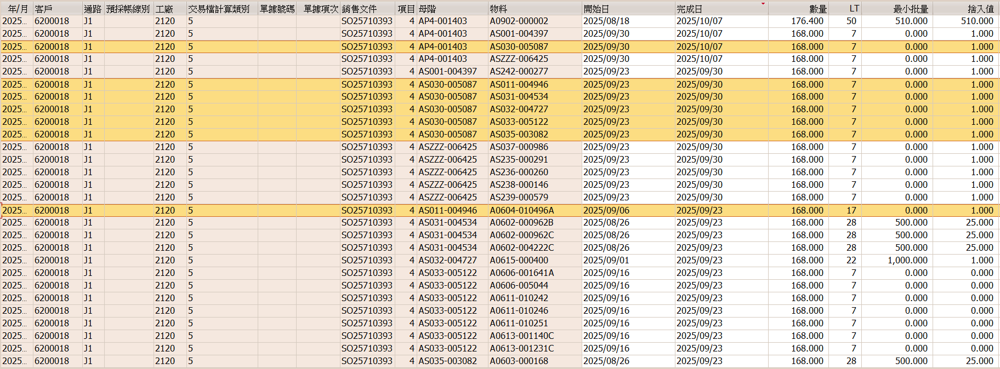 年/月 客戶 通路 預採帳線別 工廠 交易檔計算類別 單據號碼 單據項次 銷售文件 項目 母階 物料 開始日 完成日 數量 LT 最小批量 捨入值
2025... 6200018 J1 2120 5 SO25710393 4 AP4-001403 A0902-000002 2025/08/18 2025/10/07 176.400 50 510.000 510.000
2025... 6200018 J1 2120 5 SO25710393 4 AP4-001403 AS001-004397 2025/09/30 2025/10/07 168.000 7 0.000 1.000
2025... 6200018 J1 2120 5 SO25710393 4 AP4-001403 AS030-005087 2025/09/30 2025/10/07 168.000 7 0.000 1.000
2025... 6200018 J1 2120 5 SO25710393 4 AP4-001403 ASZZZ-006425 2025/09/30 2025/10/07 168.000 7 0.000 1.000
2025... 6200018 J1 2120 5 SO25710393 4 AS001-004397 AS242-000277 2025/09/23 2025/09/30 168.000 7 0.000 1.000
2025... 6200018 J1 2120 5 SO25710393 4 AS030-005087 AS011-004946 2025/09/23 2025/09/30 168.000 7 0.000 1.000
2025... 6200018 J1 2120 5 SO25710393 4 AS030-005087 AS031-004534 2025/09/23 2025/09/30 168.000 7 0.000 1.000
2025... 6200018 J1 2120 5 SO25710393 4 AS030-005087 AS032-004727 2025/09/23 2025/09/30 168.000 7 0.000 1.000
2025... 6200018 J1 2120 5 SO25710393 4 AS030-005087 AS033-005122 2025/09/23 2025/09/30 168.000 7 0.000 1.000
2025... 6200018 J1 2120 5 SO25710393 4 AS030-005087 AS035-003082 2025/09/23 2025/09/30 168.000 7 0.000 1.000
2025... 6200018 J1 2120 5 SO25710393 4 ASZZZ-006425 AS037-000986 2025/09/23 2025/09/30 168.000 7 0.000 1.000
2025... 6200018 J1 2120 5 SO25710393 4 ASZZZ-006425 AS235-000291 2025/09/23 2025/09/30 168.000 7 0.000 1.000
2025... 6200018 J1 2120 5 SO25710393 4 ASZZZ-006425 AS236-000260 2025/09/23 2025/09/30 168.000 7 0.000 1.000
2025... 6200018 J1 2120 5 SO25710393 4 ASZZZ-006425 AS238-000146 2025/09/23 2025/09/30 168.000 7 0.000 1.000
2025... 6200018 J1 2120 5 SO25710393 4 ASZZZ-006425 AS239-000579 2025/09/23 2025/09/30 168.000 7 0.000 1.000
2025... 6200018 J1 2120 5 SO25710393 4 AS011-004946 A0604-010496A 2025/09/06 2025/09/23 168.000 17 0.000 1.000
2025... 6200018 J1 2120 5 SO25710393 4 AS031-004534 A0602-000962B 2025/08/26 2025/09/23 168.000 28 500.000 25.000
2025... 6200018 J1 2120 5 SO25710393 4 AS031-004534 A0602-000962C 2025/08/26 2025/09/23 168.000 28 500.000 25.000
2025... 6200018 J1 2120 5 SO25710393 4 AS031-004534 A0602-004222C 2025/08/26 2025/09/23 168.000 28 500.000 25.000
2025... 6200018 J1 2120 5 SO25710393 4 AS032-004727 A0615-000400 2025/09/01 2025/09/23 168.000 22 1,000.000 1.000
2025... 6200018 J1 2120 5 SO25710393 4 AS033-005122 A0606-001641A 2025/09/16 2025/09/23 168.000 7 0.000 0.000
2025... 6200018 J1 2120 5 SO25710393 4 AS033-005122 A0606-005044 2025/09/16 2025/09/23 168.000 7 0.000 0.000
2025... 6200018 J1 2120 5 SO25710393 4 AS033-005122 A0611-010242 2025/09/16 2025/09/23 168.000 7 0.000 0.000
2025... 6200018 J1 2120 5 SO25710393 4 AS033-005122 A0611-010246 2025/09/16 2025/09/23 168.000 7 0.000 0.000
2025... 6200018 J1 2120 5 SO25710393 4 AS033-005122 A0611-010251 2025/09/16 2025/09/23 168.000 7 0.000 0.000
2025... 6200018 J1 2120 5 SO25710393 4 AS033-005122 A0613-001140C 2025/09/16 2025/09/23 168.000 7 0.000 0.000
2025... 6200018 J1 2120 5 SO25710393 4 AS033-005122 A0613-001231C 2025/09/16 2025/09/23 168.000 7 0.000 0.000
2025... 6200018 J1 2120 5 SO25710393 4 AS035-003082 A0603-000168 2025/08/26 2025/09/23 168.000 28 500.000 25.000